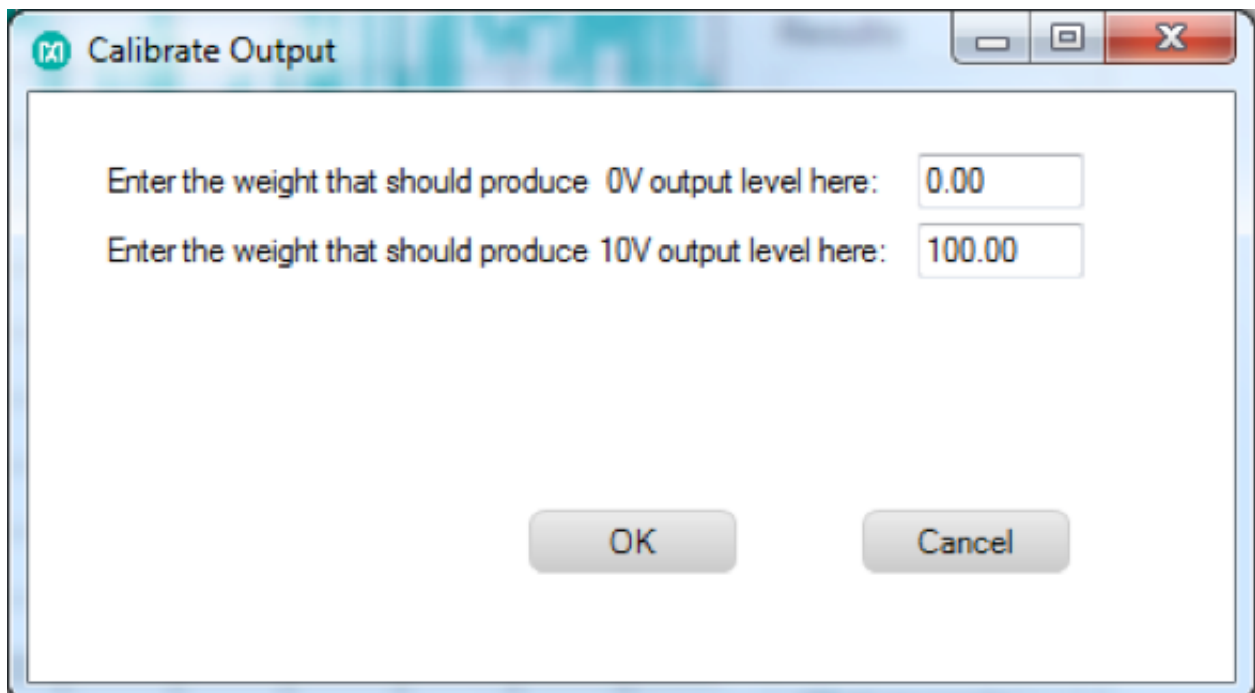 Calibrate Output
Enter the weight that should produce 0V output level here: 0.00
Enter the weight that should produce 10V output level here: 100.00
OK Cancel